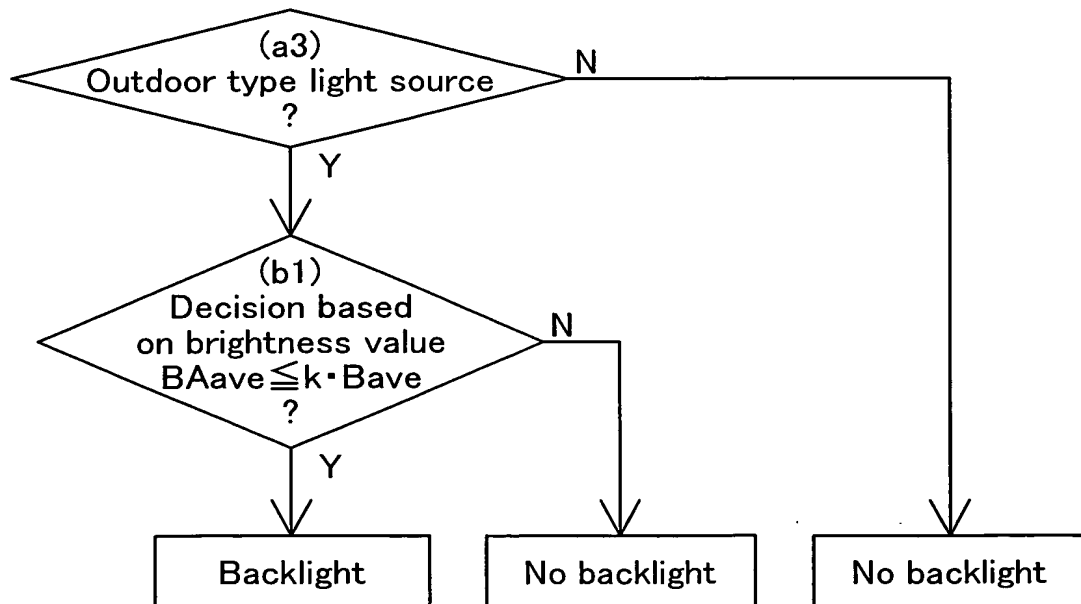 (a3)
Outdoor type light source
?
N
Y
(b1)
Decision based
on brightness value
BAave≦k・Bave
?
N
Y
Backlight
No backlight
No backlight